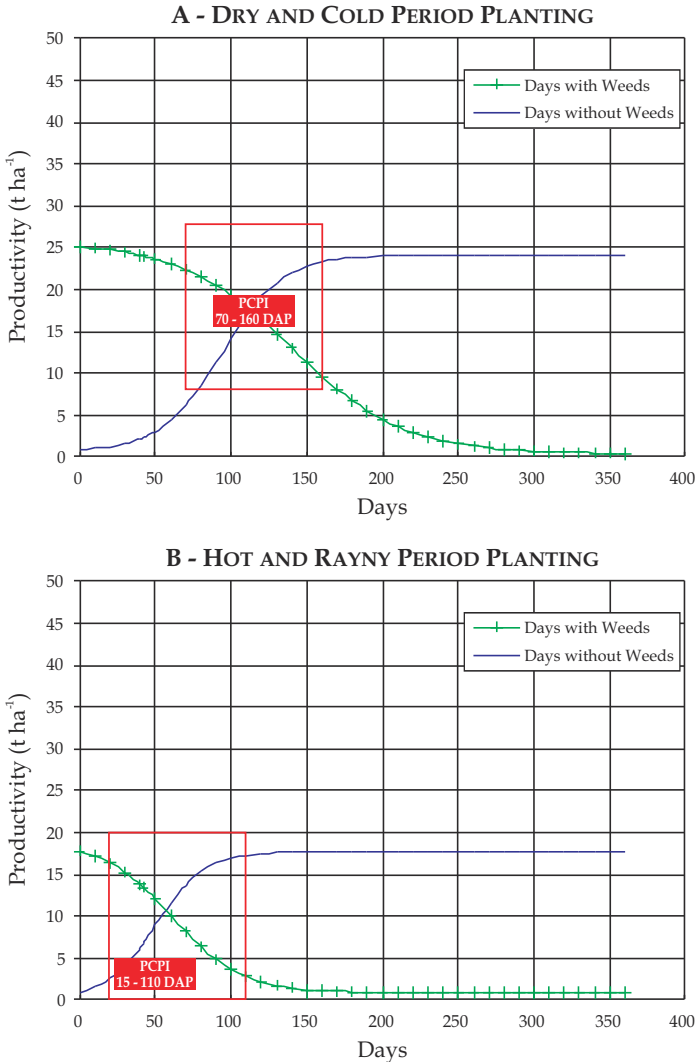 A - DRY AND COLD PERIOD PLANTING
50
45
40
35
30
25
20
15
10
5
0
Productivity (t ha⁻¹)
Days with Weeds
Days without Weeds
PCPI
70 - 160 DAP
0 50 100 150 200 250 300 350 400
Days
B - HOT AND RAYNY PERIOD PLANTING
50
45
40
35
30
25
20
15
10
5
0
Productivity (t ha⁻¹)
Days with Weeds
Days without Weeds
PCPI
15 - 110 DAP
0 50 100 150 200 250 300 350 400
Days